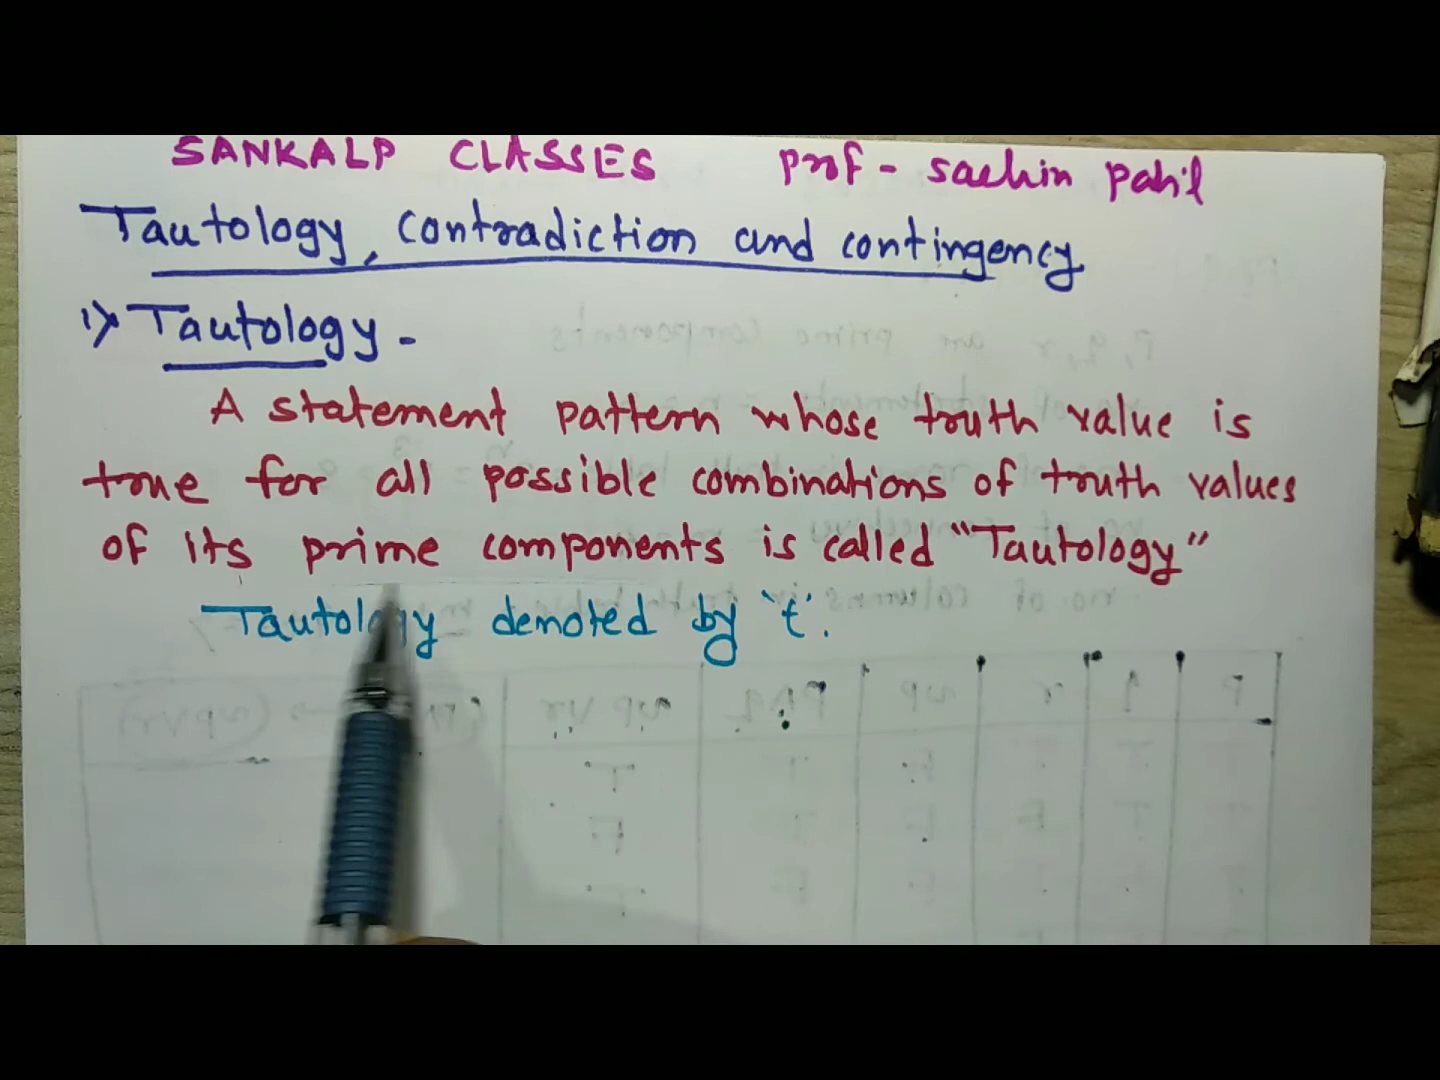 SANKALP CLASSES prof - sachin patil
Tautology, contradiction and contingency
1) Tautology -
A statement pattern whose truth value is
true for all possible combinations of truth values
of its prime components is called "Tautology"
Tautology denoted by 't'.